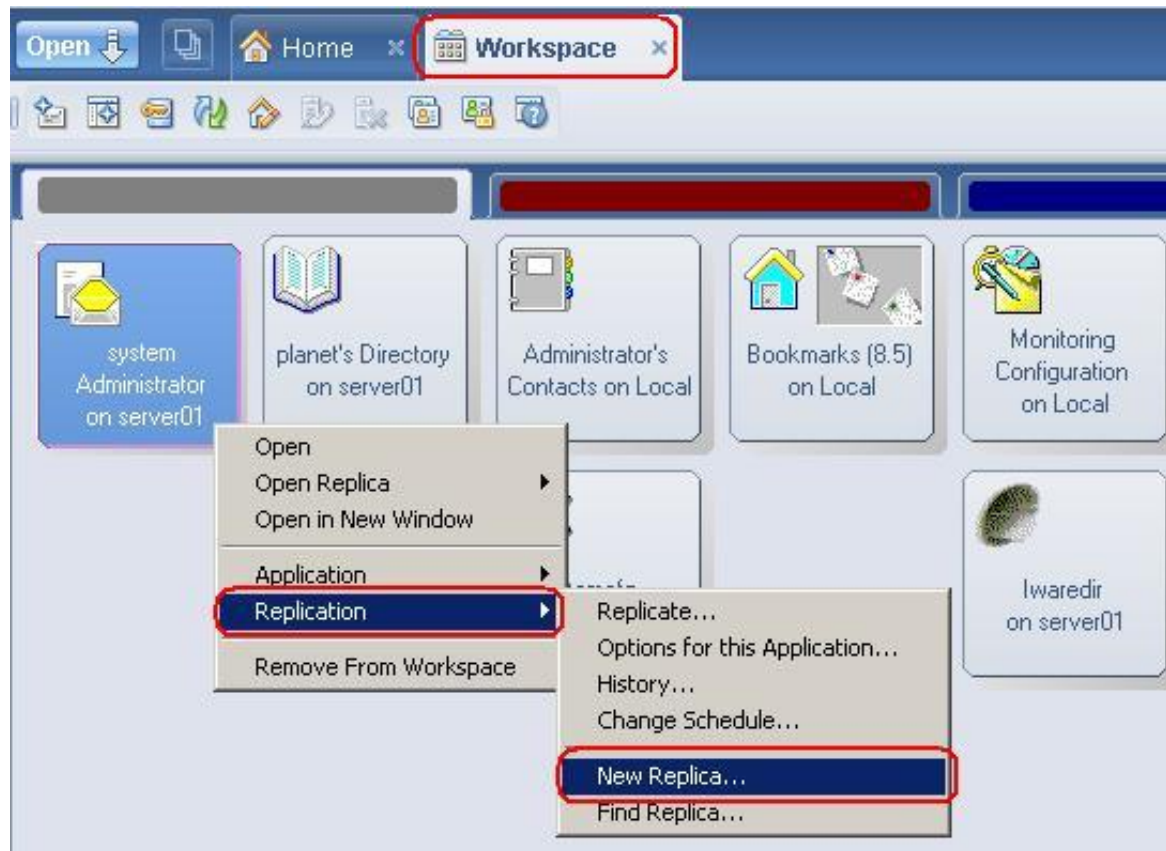 Open
Home
Workspace
system
Administrator
on server01
planet's Directory
on server01
Administrator's
Contacts on Local
Bookmarks (8.5)
on Local
Monitoring
Configuration
on Local
Open
Open Replica
Open in New Window
Application
Replication
Remove From Workspace
Replicate...
Options for this Application...
History...
Change Schedule...
New Replica...
Find Replica...
lwaredir
on server01